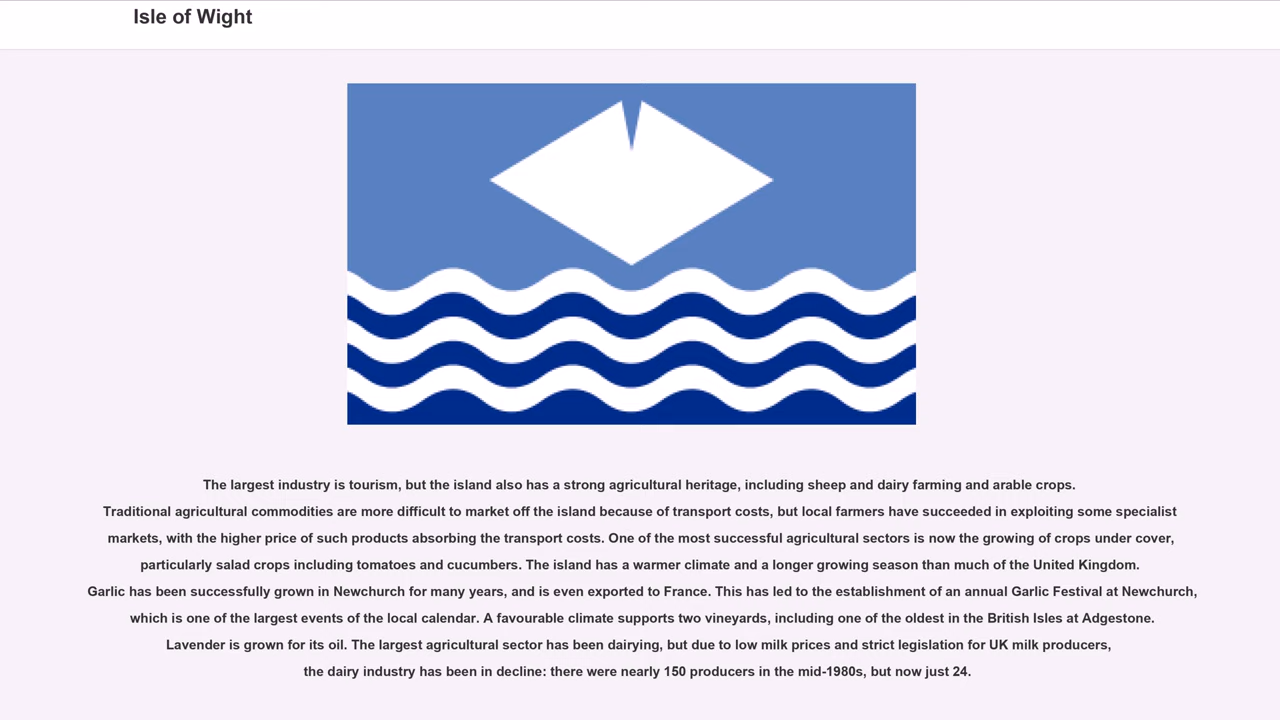 Isle of Wight
The largest industry is tourism, but the island also has a strong agricultural heritage, including sheep and dairy farming and arable crops.
Traditional agricultural commodities are more difficult to market off the island because of transport costs, but local farmers have succeeded in exploiting some specialist
markets, with the higher price of such products absorbing the transport costs. One of the most successful agricultural sectors is now the growing of crops under cover,
particularly salad crops including tomatoes and cucumbers. The island has a warmer climate and a longer growing season than much of the United Kingdom.
Garlic has been successfully grown in Newchurch for many years, and is even exported to France. This has led to the establishment of an annual Garlic Festival at Newchurch,
which is one of the largest events of the local calendar. A favourable climate supports two vineyards, including one of the oldest in the British Isles at Adgestone.
Lavender is grown for its oil. The largest agricultural sector has been dairying, but due to low milk prices and strict legislation for UK milk producers,
the dairy industry has been in decline: there were nearly 150 producers in the mid-1980s, but now just 24.